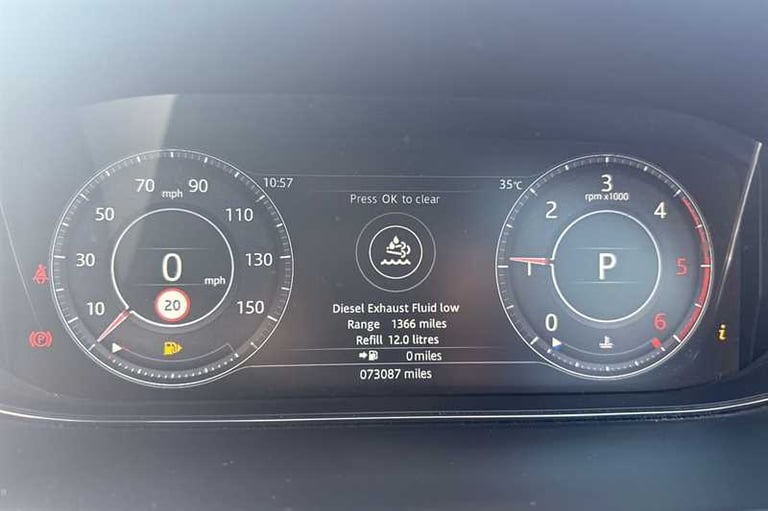 10:57
35°C
Press OK to clear
Diesel Exhaust Fluid low
Range 1366 miles
Refill 12.0 litres
0 miles
073087 miles
10
30
50
70
mph
90
110
130
150
0
mph
20
0
1
2
3
rpm x1000
4
5
6
P
P
i